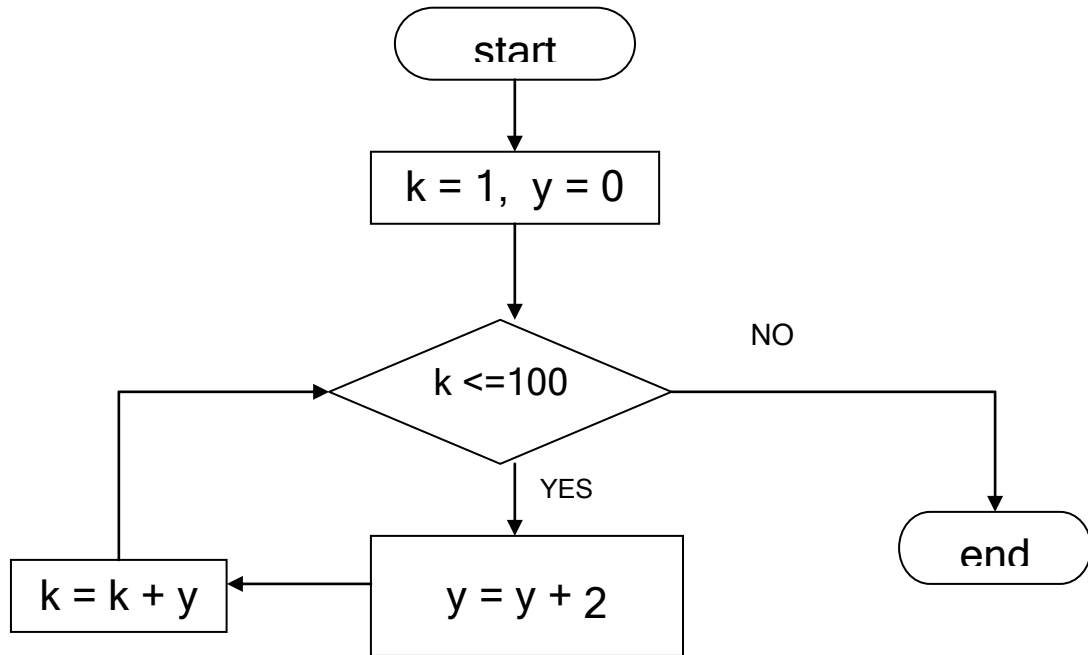 start
k = 1, y = 0
k <=100
NO
YES
y = y + 2
k = k + y
end